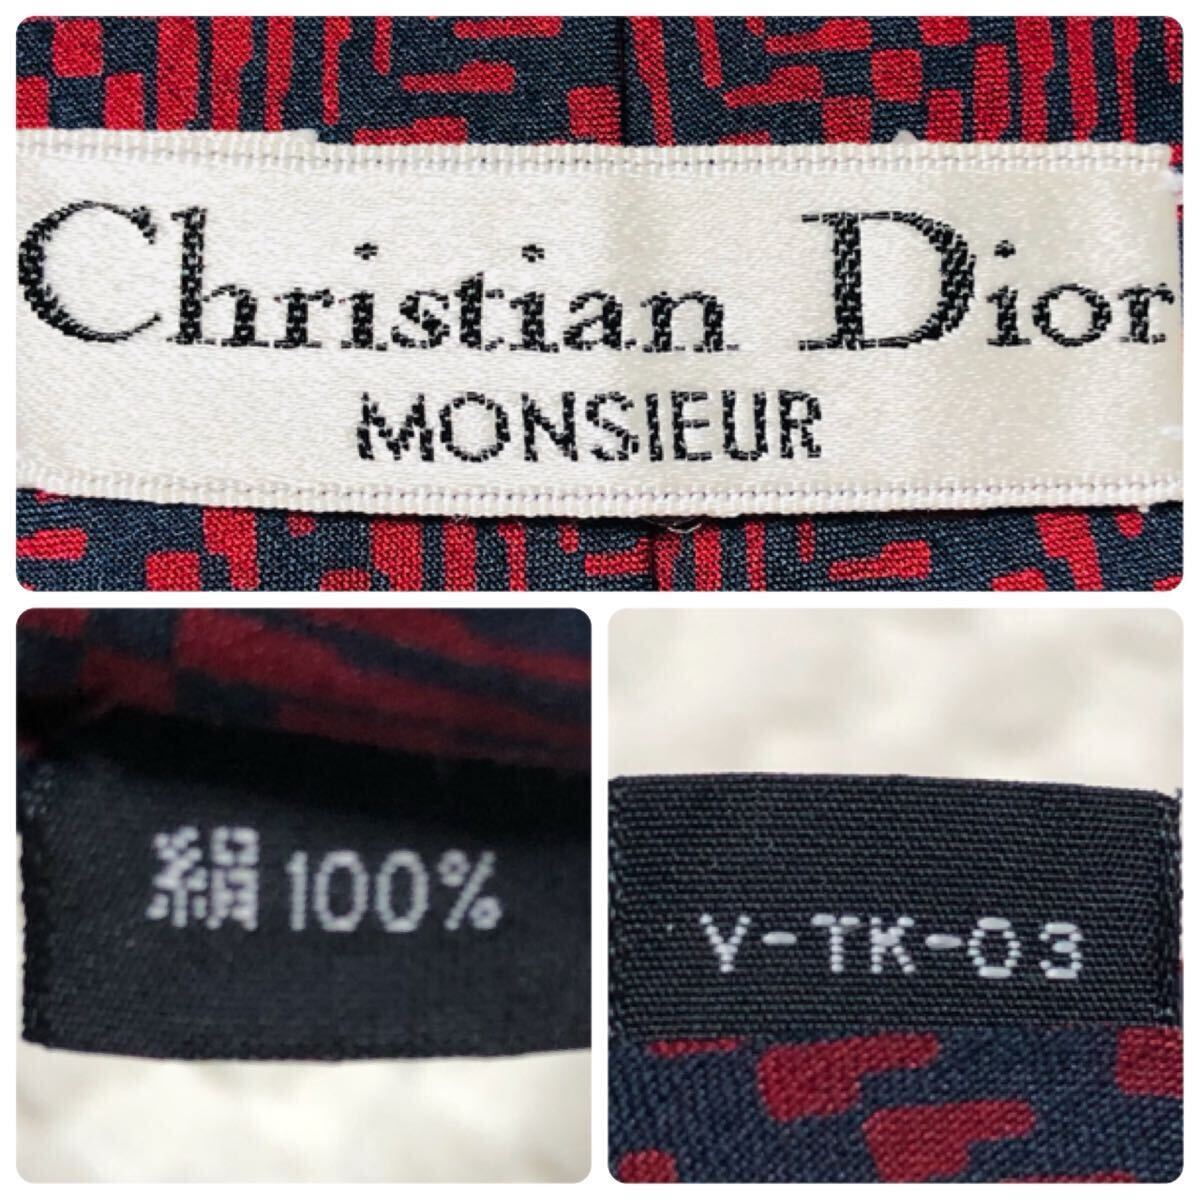 Christian Dior
MONSIEUR
絹100%
V-TK-03